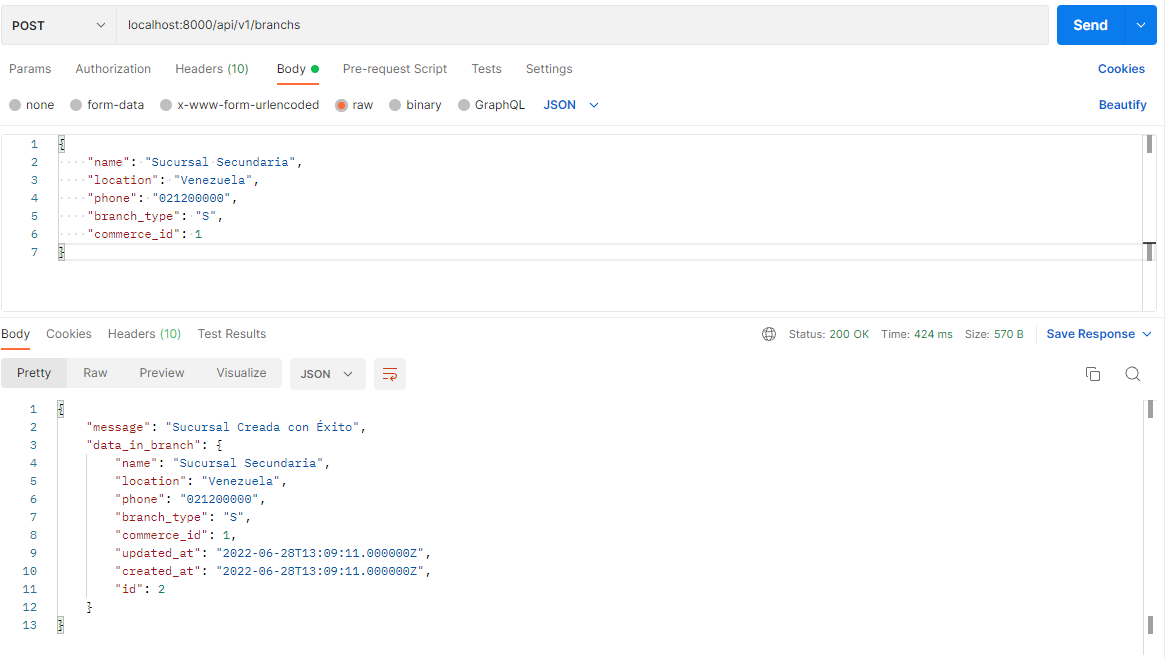 POST localhost:8000/api/v1/branchs Send
Params Authorization Headers (10) Body Pre-request Script Tests Settings Cookies
none form-data x-www-form-urlencoded raw binary GraphQL JSON Beautify
1 {
2 "name": "Sucursal Secundaria",
3 "location": "Venezuela",
4 "phone": "021200000",
5 "branch_type": "S",
6 "commerce_id": 1
7 }
Body Cookies Headers (10) Test Results Status: 200 OK Time: 424 ms Size: 570 B Save Response
Pretty Raw Preview Visualize JSON
1 {
2 "message": "Sucursal Creada con Éxito",
3 "data_in_branch": {
4 "name": "Sucursal Secundaria",
5 "location": "Venezuela",
6 "phone": "021200000",
7 "branch_type": "S",
8 "commerce_id": 1,
9 "updated_at": "2022-06-28T13:09:11.000000Z",
10 "created_at": "2022-06-28T13:09:11.000000Z",
11 "id": 2
12 }
13 }